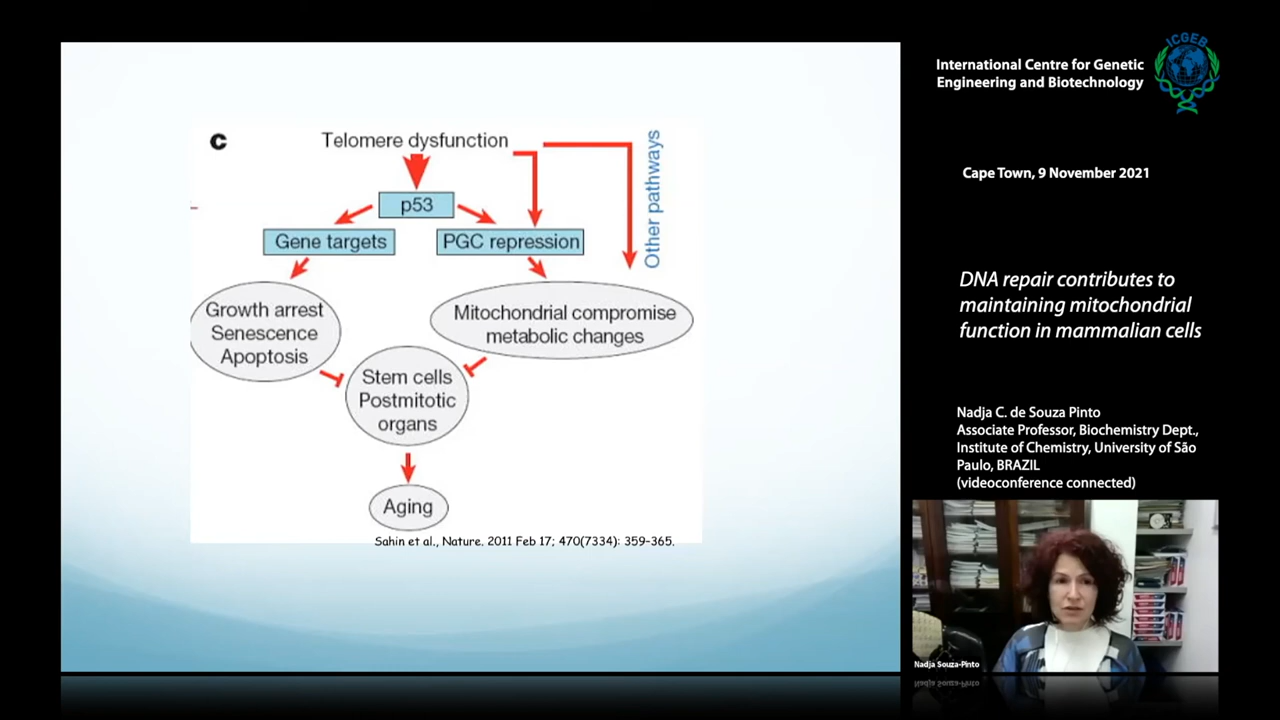 c
Telomere dysfunction
p53
Gene targets
PGC repression
Other pathways
Growth arrest
Senescence
Apoptosis
Mitochondrial compromise
metabolic changes
Stem cells
Postmitotic
organs
Aging
Sahin et al., Nature. 2011 Feb 17; 470(7334): 359–365.
International Centre for Genetic
Engineering and Biotechnology
ICGEB
Cape Town, 9 November 2021
DNA repair contributes to
maintaining mitochondrial
function in mammalian cells
Nadja C. de Souza Pinto
Associate Professor, Biochemistry Dept.,
Institute of Chemistry, University of São
Paulo, BRAZIL
(videoconference connected)
Nadja Souza-Pinto